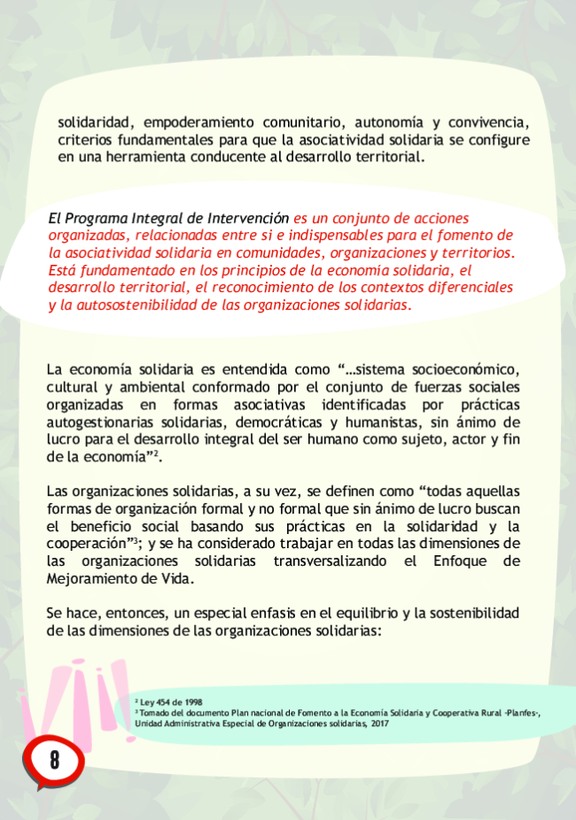 solidaridad, empoderamiento comunitario, autonomía y convivencia,
criterios fundamentales para que la asociatividad solidaria se configure
en una herramienta conducente al desarrollo territorial.
El Programa Integral de Intervención es un conjunto de acciones
organizadas, relacionadas entre si e indispensables para el fomento de
la asociatividad solidaria en comunidades, organizaciones y territorios.
Está fundamentado en los principios de la economía solidaria, el
desarrollo territorial, el reconocimiento de los contextos diferenciales
y la autosostenibilidad de las organizaciones solidarias.
La economía solidaria es entendida como “…sistema socioeconómico,
cultural y ambiental conformado por el conjunto de fuerzas sociales
organizadas en formas asociativas identificadas por prácticas
autogestionarias solidarias, democráticas y humanistas, sin ánimo de
lucro para el desarrollo integral del ser humano como sujeto, actor y fin
de la economía”².
Las organizaciones solidarias, a su vez, se definen como “todas aquellas
formas de organización formal y no formal que sin ánimo de lucro buscan
el beneficio social basando sus prácticas en la solidaridad y la
cooperación”³; y se ha considerado trabajar en todas las dimensiones de
las organizaciones solidarias transversalizando el Enfoque de
Mejoramiento de Vida.
Se hace, entonces, un especial enfasis en el equilibrio y la sostenibilidad
de las dimensiones de las organizaciones solidarias:
² Ley 454 de 1998
³ Tomado del documento Plan nacional de Fomento a la Economía Solidaria y Cooperativa Rural -Planfes-,
Unidad Administrativa Especial de Organizaciones solidarias, 2017
8